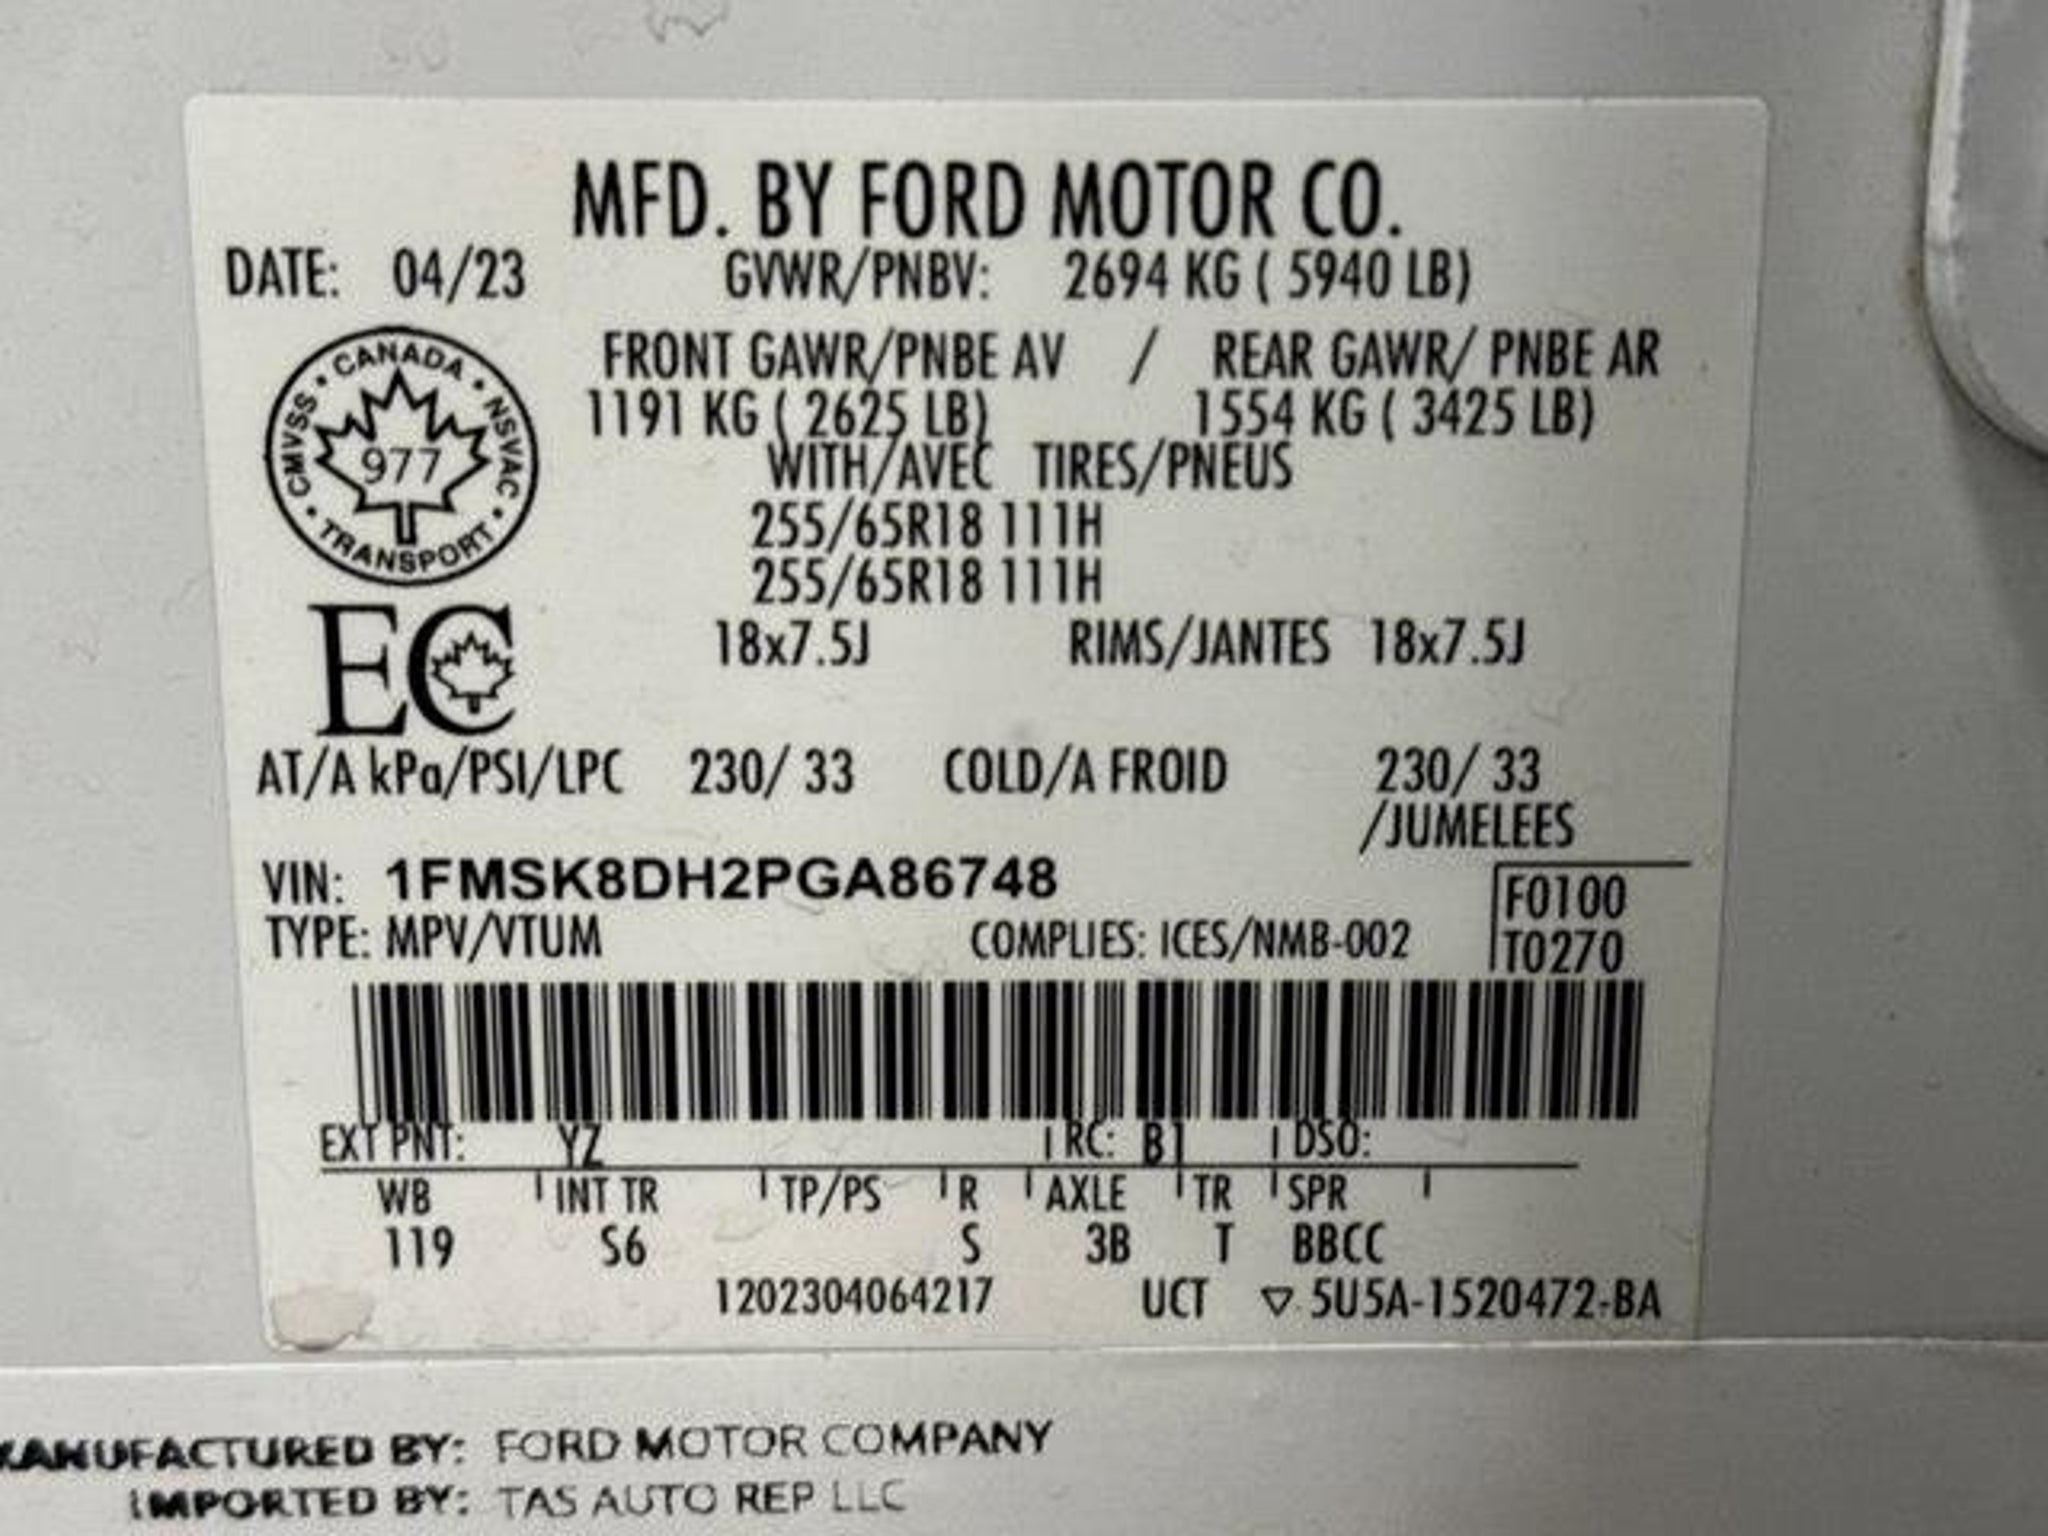 MFD. BY FORD MOTOR CO.
DATE: 04/23 GVWR/PNBV: 2694 KG ( 5940 LB)
FRONT GAWR/PNBE AV / REAR GAWR/ PNBE AR
1191 KG ( 2625 LB) 1554 KG ( 3425 LB)
WITH/AVEC TIRES/PNEUS
255/65R18 111H
255/65R18 111H
18x7.5J RIMS/JANTES 18x7.5J
CANADA • NSVAC • TRANSPORT • CMVSS •
977
EC
AT/A kPa/PSI/LPC 230/ 33 COLD/A FROID 230/ 33
/JUMELEES
VIN: 1FMSK8DH2PGA86748
F0100
TYPE: MPV/VTUM COMPLIES: ICES/NMB-002 T0270
EXT PNT: YZ RC: B1 DSO:
WB INT TR TP/PS R AXLE TR SPR
119 S6 S 3B T BBCC
1202304064217 UCT ▽ 5U5A-1520472-BA
MANUFACTURED BY: FORD MOTOR COMPANY
IMPORTED BY: TAS AUTO REP LLC